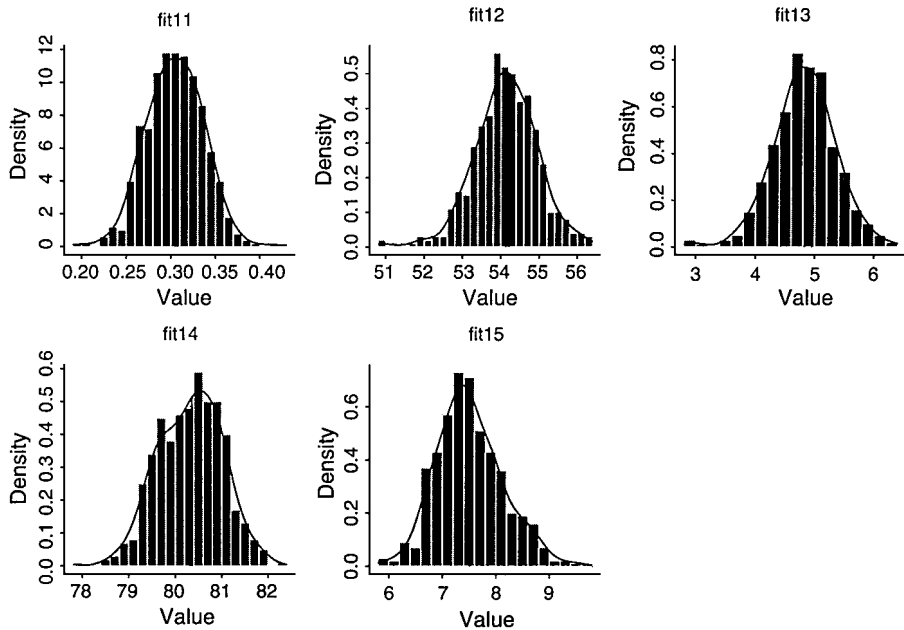 fit11
Density
12
10
8
6
4
2
0
0.20 0.25 0.30 0.35 0.40
Value
fit12
Density
0.5
0.4
0.3
0.2
0.1
0.0
51 52 53 54 55 56
Value
fit13
Density
0.8
0.6
0.4
0.2
0.0
3 4 5 6
Value
fit14
Density
0.6
0.5
0.4
0.3
0.2
0.1
0.0
78 79 80 81 82
Value
fit15
Density
0.6
0.4
0.2
0.0
6 7 8 9
Value